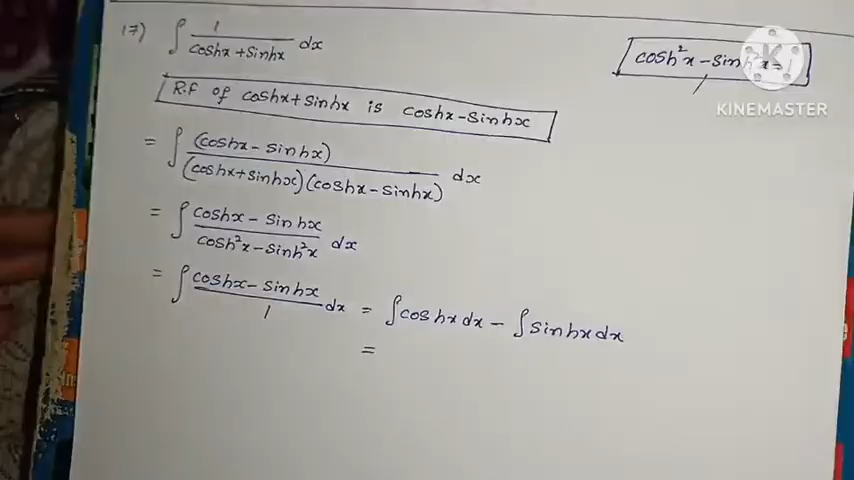 17) ∫ 1/(coshx + sinhx) dx
cosh²x - sinh²x = 1
R.F of coshx + sinhx is coshx - sinhx
= ∫ (coshx - sinhx)/((coshx + sinhx)(coshx - sinhx)) dx
= ∫ (coshx - sinhx)/(cosh²x - sinh²x) dx
= ∫ (coshx - sinhx)/1 dx = ∫coshx dx - ∫sinhx dx
=
KINEMASTER